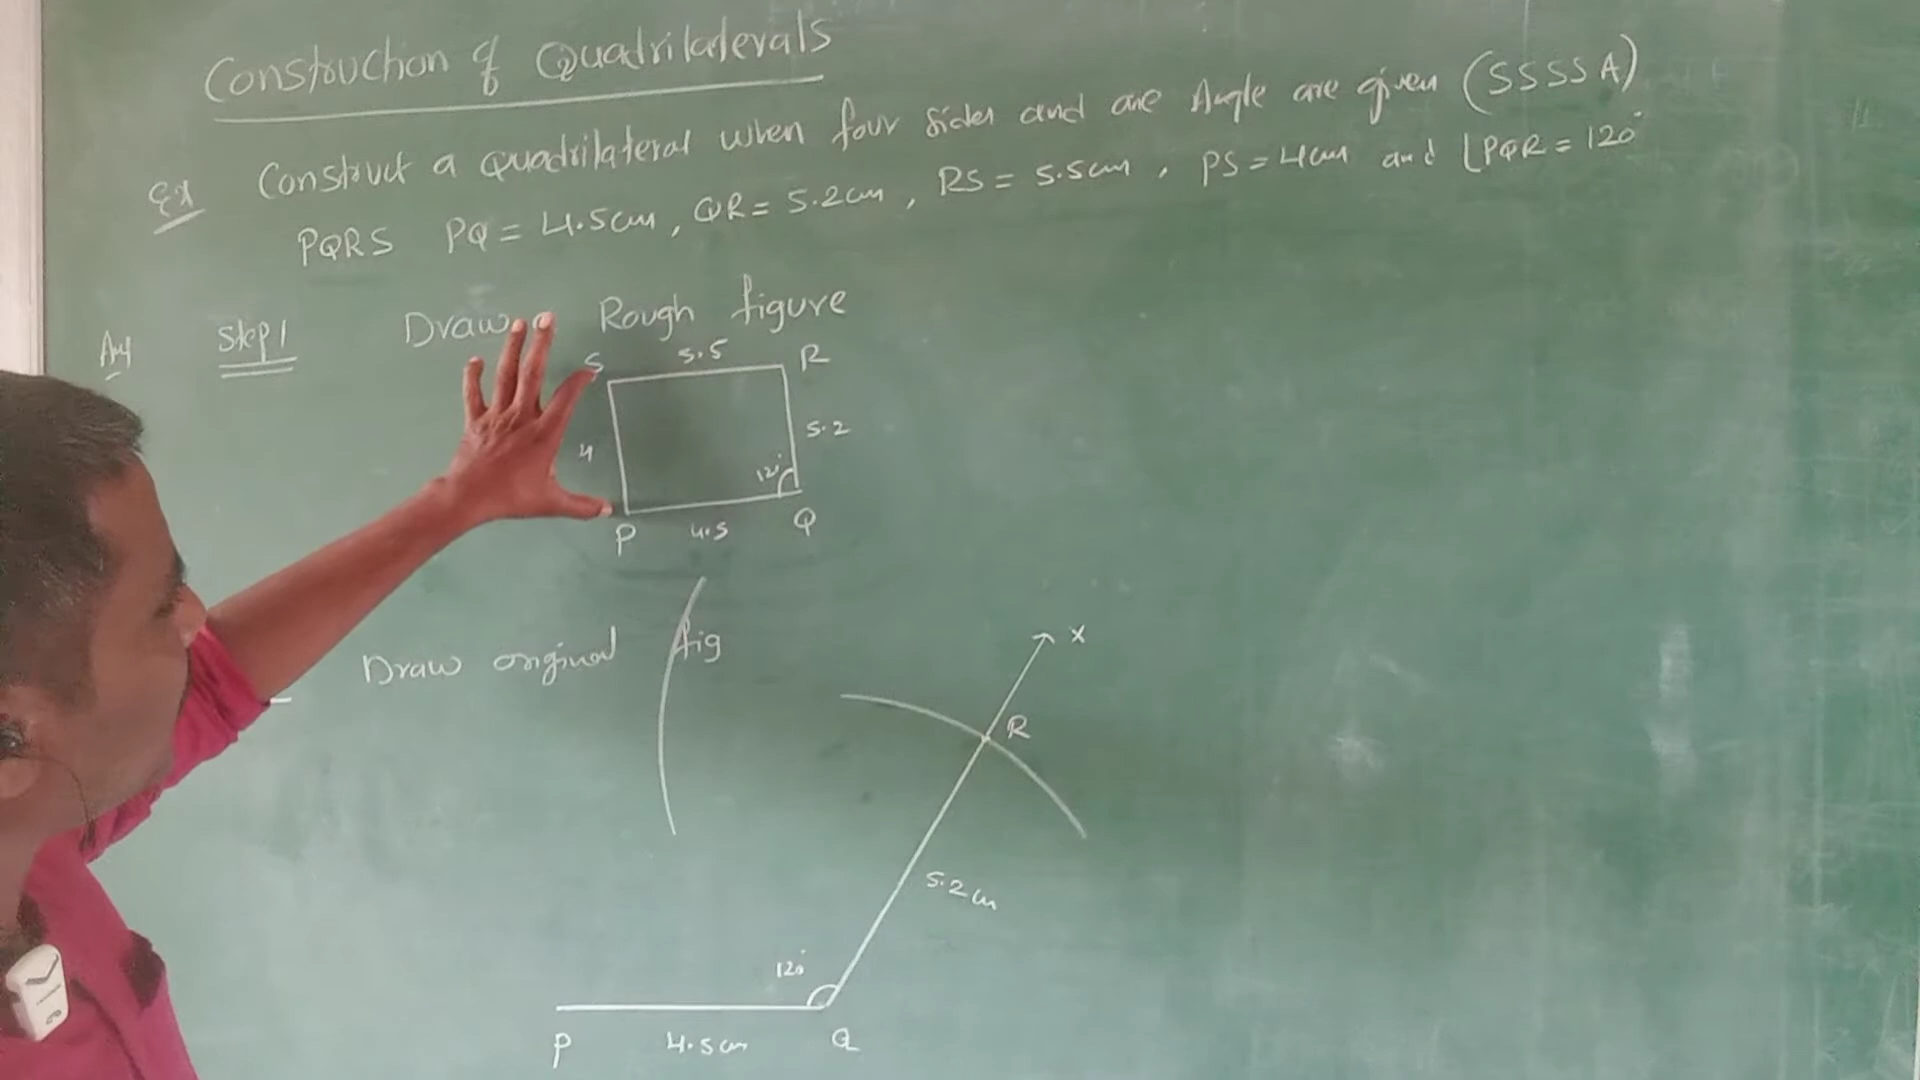 Construction of Quadrilaterals
Ex Construct a quadrilateral when four sides and one Angle are given (SSSSA)
PQRS PQ = 4.5cm, QR = 5.2cm, RS = 5.5cm, PS = 4cm and ∠PQR = 120°
Ans Step 1 Draw a Rough figure
S 5.5 R
4 5.2
120°
P 4.5 Q
Draw original fig
X
R
5.2cm
120°
P 4.5cm Q